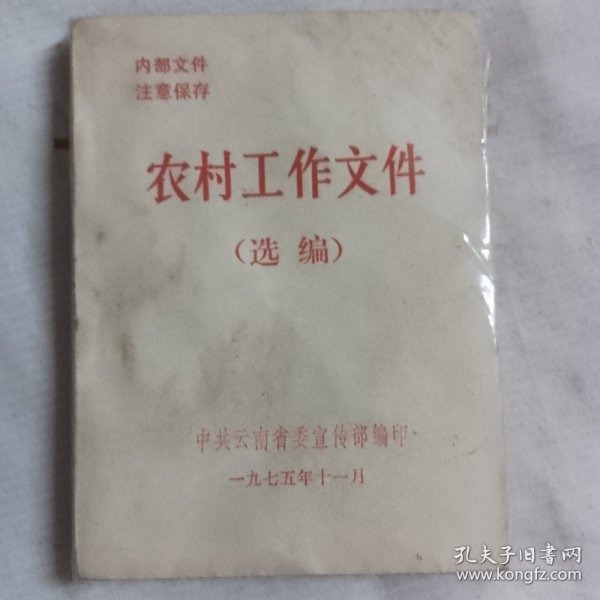 内部文件
注意保存
农村工作文件
（选编）
中共云南省委宣传部编印
一九七五年十一月
孔夫子旧书网
www.kongfz.com